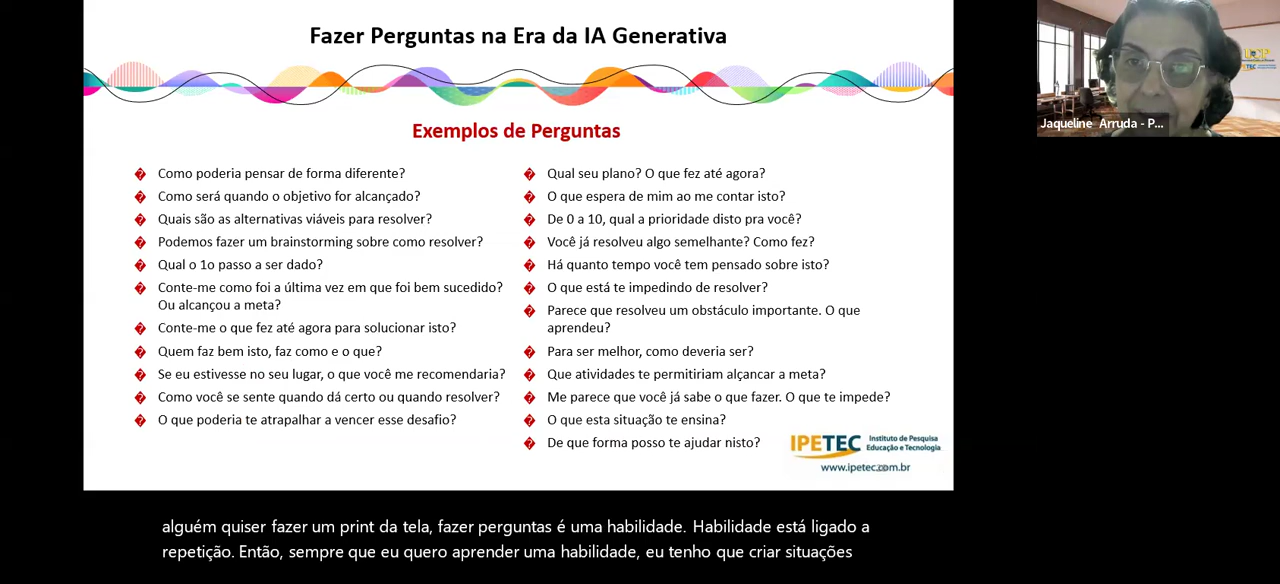 Fazer Perguntas na Era da IA Generativa
Exemplos de Perguntas
Como poderia pensar de forma diferente?
Como será quando o objetivo for alcançado?
Quais são as alternativas viáveis para resolver?
Podemos fazer um brainstorming sobre como resolver?
Qual o 1o passo a ser dado?
Conte-me como foi a última vez em que foi bem sucedido?
Ou alcançou a meta?
Conte-me o que fez até agora para solucionar isto?
Quem faz bem isto, faz como e o que?
Se eu estivesse no seu lugar, o que você me recomendaria?
Como você se sente quando dá certo ou quando resolver?
O que poderia te atrapalhar a vencer esse desafio?
Qual seu plano? O que fez até agora?
O que espera de mim ao me contar isto?
De 0 a 10, qual a prioridade disto pra você?
Você já resolveu algo semelhante? Como fez?
Há quanto tempo você tem pensado sobre isto?
O que está te impedindo de resolver?
Parece que resolveu um obstáculo importante. O que
aprendeu?
Para ser melhor, como deveria ser?
Que atividades te permitiriam alçancar a meta?
Me parece que você já sabe o que fazer. O que te impede?
O que esta situação te ensina?
De que forma posso te ajudar nisto?
IPETEC
Instituto de Pesquisa
Educação e Tecnologia
www.ipetec.com.br
Jaqueline Arruda - P...
IPETEC
alguém quiser fazer um print da tela, fazer perguntas é uma habilidade. Habilidade está ligado a
repetição. Então, sempre que eu quero aprender uma habilidade, eu tenho que criar situações